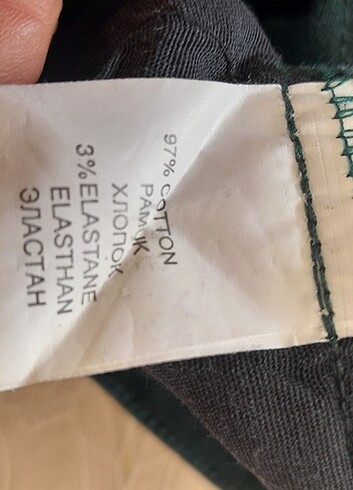 97% COTTON
PAMUK
ХЛОПОК
3%ELASTANE
ELASTHAN
ЭЛАСТАН